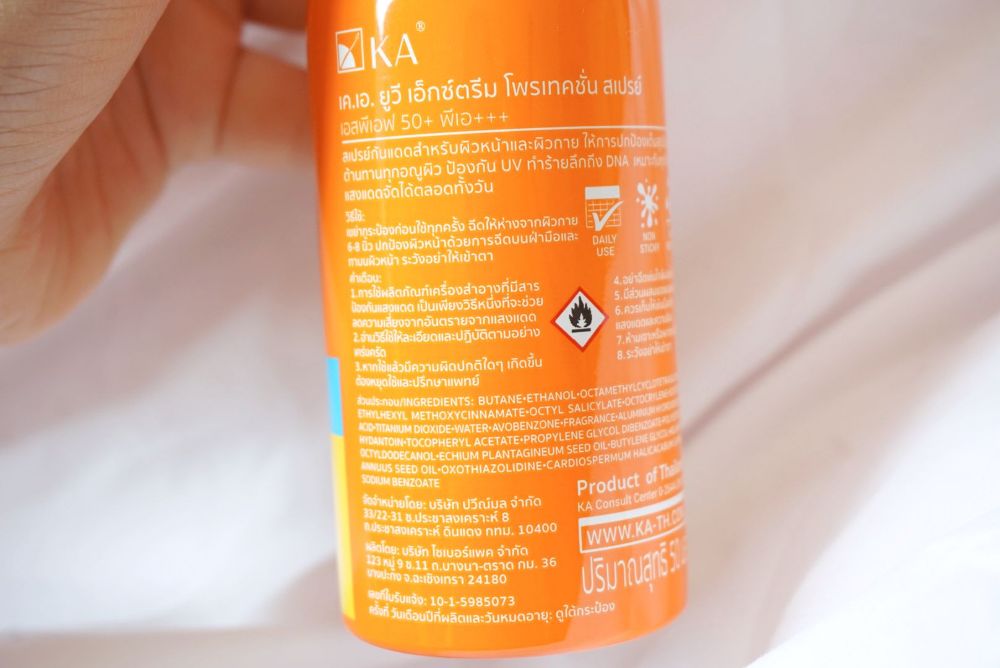 KA®
เค.เอ. ยูวี เอ็กซ์ตรีม โพรเทคชั่น สเปรย์
เอสพีเอฟ 50+ พีเอ+++
สเปรย์กันแดดสำหรับผิวหน้าและผิวกาย ให้การปกป้อง
ต้านทานทุกอณูผิว ป้องกัน UV ทำร้ายลึกถึง DNA
แสงแดดจัดได้ตลอดทั้งวัน
วิธีใช้:
เขย่ากระป๋องก่อนใช้ทุกครั้ง ฉีดให้ห่างจากผิวกาย
6-8 นิ้ว ปกป้องผิวหน้าด้วยการฉีดบนฝ่ามือและ
ทาบนผิวหน้า ระวังอย่าให้เข้าตา
DAILY
USE
NON
STICKY
คำเตือน:
1.การใช้ผลิตภัณฑ์เครื่องสำอางที่มีสาร
ป้องกันแสงแดด เป็นเพียงวิธีหนึ่งที่จะช่วย
ลดความเสี่ยงจากอันตรายจากแสงแดด
2.อ่านวิธีใช้ให้ละเอียดและปฏิบัติตามอย่าง
เคร่งครัด
3.หากใช้แล้วมีความผิดปกติใดๆ เกิดขึ้น
ต้องหยุดใช้และปรึกษาแพทย์
4.
5.
6.
7.
8.
ส่วนประกอบ/INGREDIENTS: BUTANE•ETHANOL•
ETHYLHEXYL METHOXYCINNAMATE•OCTYL SALICYLATE•
ACID•TITANIUM DIOXIDE•WATER•AVOBENZONE•FRAGRANCE•ALUMINUM
HYDANTOIN•TOCOPHERYL ACETATE•PROPYLENE GLYCOL DIBENZOATE•
OCTYLDODECANOL•ECHIUM PLANTAGINEUM SEED OIL•BUTYLENE GLYCOL•
ANNUUS SEED OIL•OXOTHIAZOLIDINE•CARDIOSPERMUM HALICACABUM
SODIUM BENZOATE
Product of
KA Consult Center
WWW.KA-TH.
ปริมาณสุทธิ 50
จัดจำหน่ายโดย: บริษัท ปวีณ์มล จำกัด
33/22-31 ซ.ประชาสงเคราะห์ 8
ถ.ประชาสงเคราะห์ ดินแดง กทม. 10400
ผลิตโดย: บริษัท ไซเบอร์แพค จำกัด
123 หมู่ 9 ซ.11 ถ.บางนา-ตราด กม. 36
บางปะกง จ.ฉะเชิงเทรา 24180
เลขที่ใบรับแจ้ง: 10-1-5985073
ครั้งที่ วันเดือนปีที่ผลิตและวันหมดอายุ: ดูใต้กระป๋อง